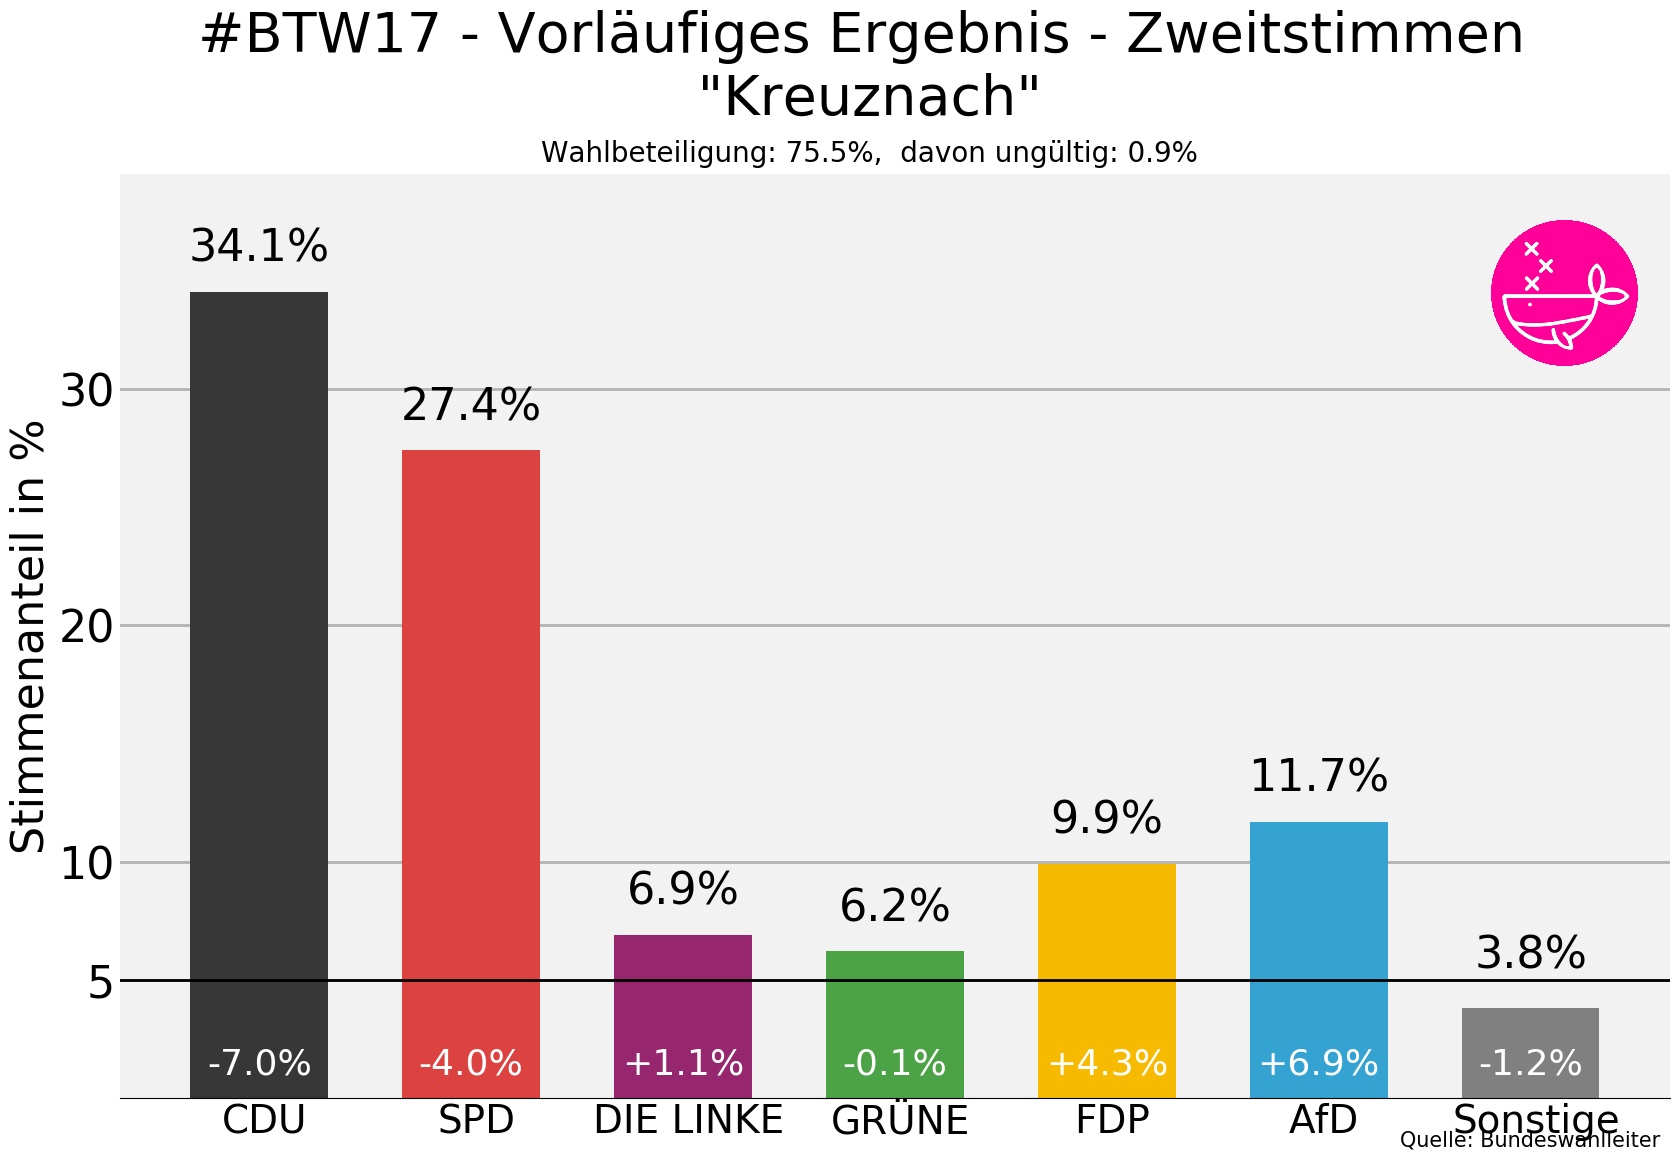 #BTW17 - Vorläufiges Ergebnis - Zweitstimmen
"Kreuznach"
Wahlbeteiligung: 75.5%,  davon ungültig: 0.9%
Stimmenanteil in %
30
20
10
5
34.1%
27.4%
6.9%
6.2%
9.9%
11.7%
3.8%
-7.0%
-4.0%
+1.1%
-0.1%
+4.3%
+6.9%
-1.2%
CDU
SPD
DIE LINKE
GRÜNE
FDP
AfD
Sonstige
Quelle: Bundeswahlleiter